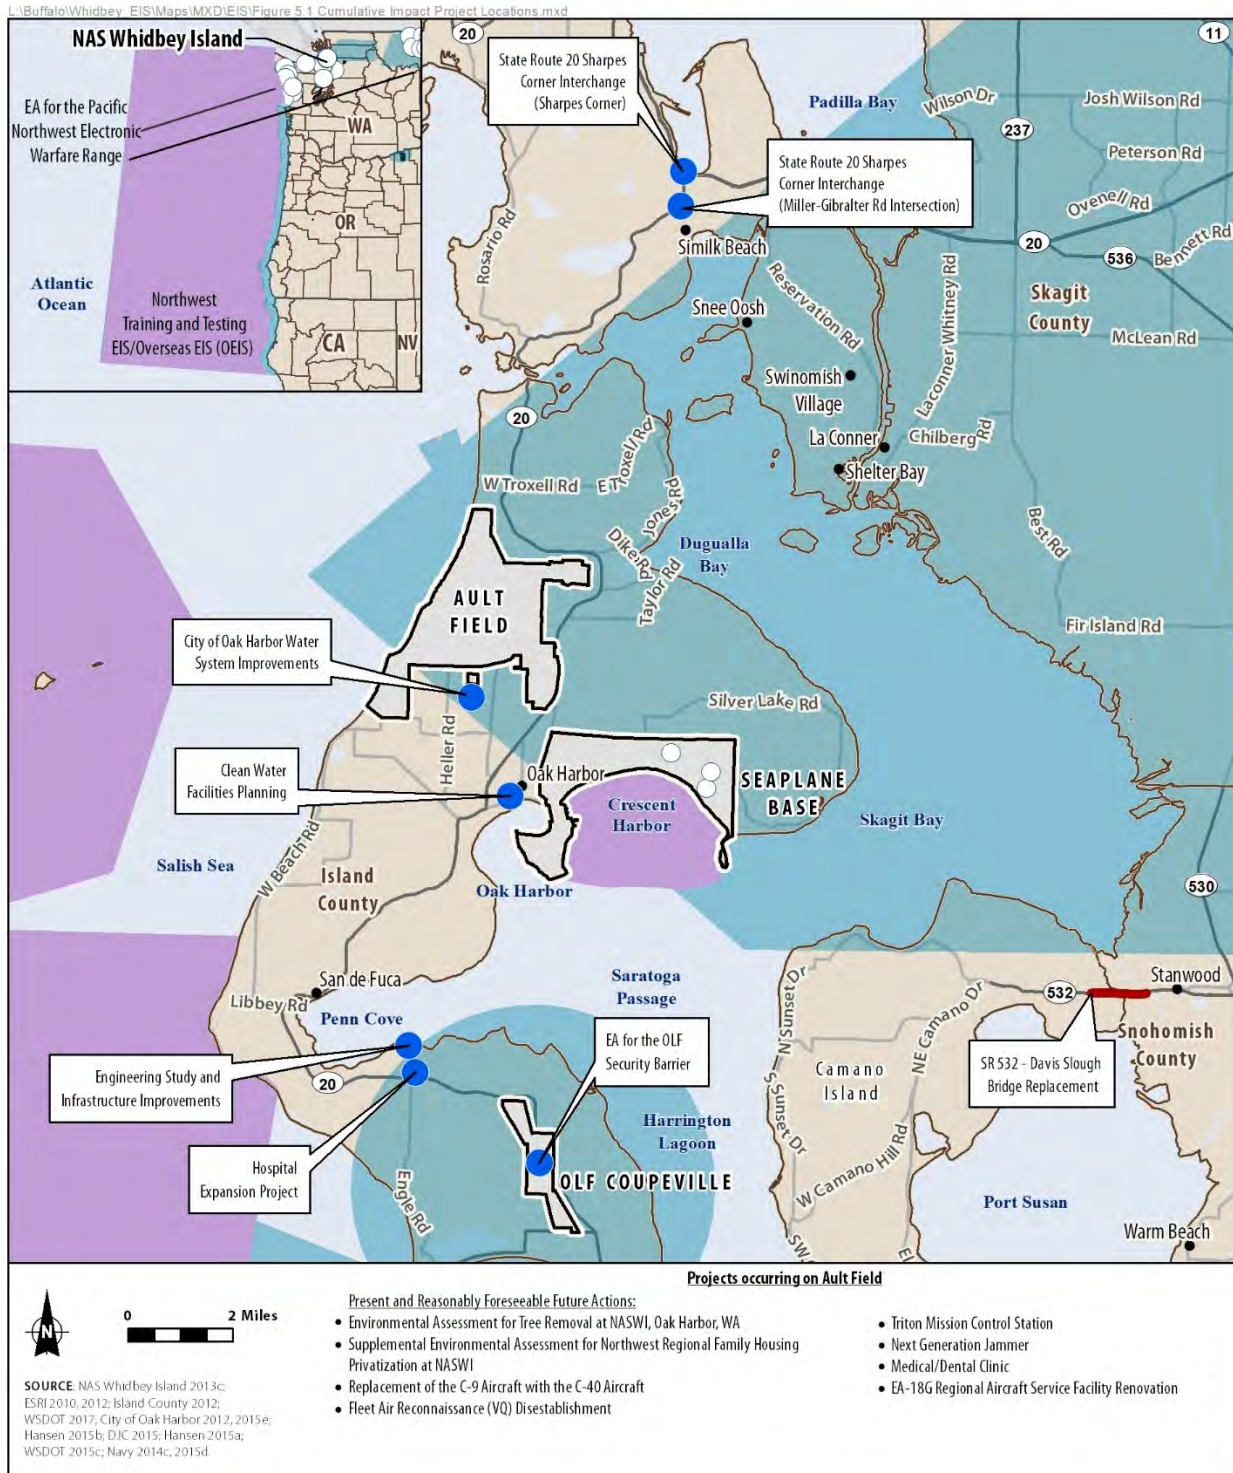 L:\Buffalo\Whidbey_EIS\Maps\MXD\EIS\Figure 5.1 Cumulative Impact Project Locations.mxd
NAS Whidbey Island
EA for the Pacific
Northwest Electronic
Warfare Range
WA
OR
CA
NV
Atlantic
Ocean
Northwest
Training and Testing
EIS/Overseas EIS (OEIS)
20
State Route 20 Sharpes
Corner Interchange
(Sharpes Corner)
Padilla Bay
Wilson Dr
11
Josh Wilson Rd
237
Peterson Rd
State Route 20 Sharpes
Corner Interchange
(Miller-Gibralter Rd Intersection)
Ovenell Rd
Bennett Rd
20
536
Rosario Rd
Similk Beach
Reservation Rd
Laconner Whitney Rd
Skagit
County
Snee Oosh
McLean Rd
Swinomish
Village
20
La Conner
Chilberg Rd
Shelter Bay
W Troxell Rd
E Troxel/Rd
Jones Rd
Best Rd
Dike Rd
Dugualla
Bay
Taylor Rd
AULT
FIELD
Fir Island Rd
City of Oak Harbor Water
System Improvements
Silver Lake Rd
Heller Rd
Clean Water
Facilities Planning
Oak Harbor
SEAPLANE
BASE
Crescent
Harbor
Skagit Bay
W Beach Rd
Salish Sea
Island
County
Oak Harbor
530
San de Fuca
Libbey Rd
Saratoga
Passage
N Sunset Dr
NE Camano Dr
532
Stanwood
Snohomish
County
Penn Cove
EA for the OLF
Security Barrier
Engineering Study and
Infrastructure Improvements
20
SR 532 - Davis Slough
Bridge Replacement
Camano
Island
S Sunset Dr
Harrington
Lagoon
W Camano Hill Rd
Hospital
Expansion Project
OLF COUPEVILLE
Engle Rd
Port Susan
Warm Beach
SW
El
Projects occurring on Ault Field
N
0 2 Miles
Present and Reasonably Foreseeable Future Actions:
• Environmental Assessment for Tree Removal at NASWI, Oak Harbor, WA
• Supplemental Environmental Assessment for Northwest Regional Family Housing
Privatization at NASWI
• Replacement of the C-9 Aircraft with the C-40 Aircraft
• Fleet Air Reconnaissance (VQ) Disestablishment
• Triton Mission Control Station
• Next Generation Jammer
• Medical/Dental Clinic
• EA-18G Regional Aircraft Service Facility Renovation
SOURCE: NAS Whidbey Island 2013c;
ESRI 2010, 2012; Island County 2012;
WSDOT 2017; City of Oak Harbor 2012, 2015e;
Hansen 2015b; DJC 2015; Hansen 2015a;
WSDOT 2015c; Navy 2014c, 2015d.